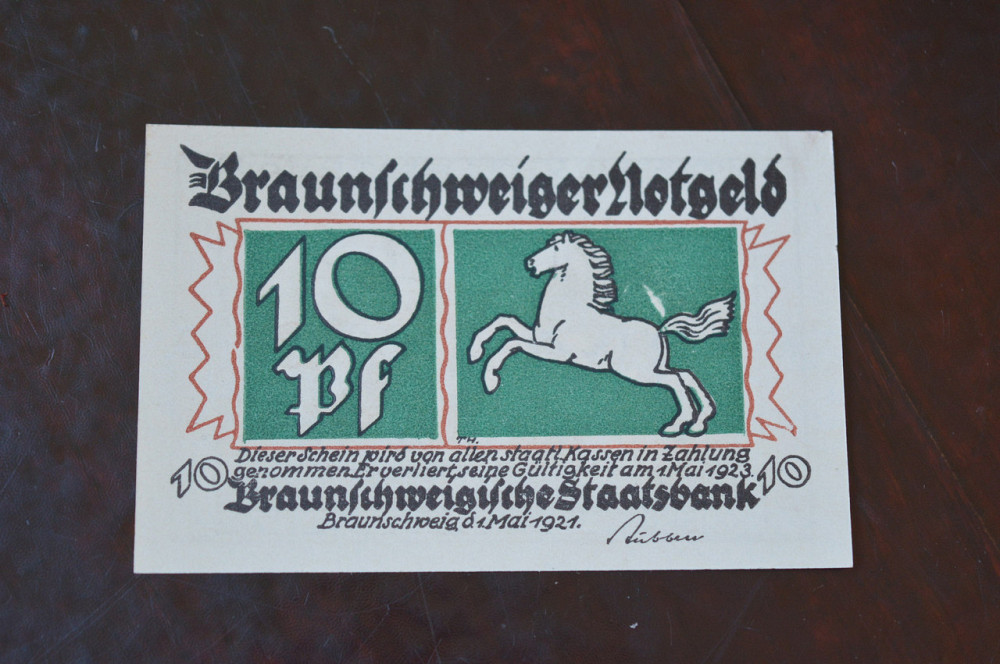 Braunſchweiger Notgeld
10
Pf
TH.
Dieser Schein wird von allen staatl. Kassen in Zahlung
genommen. Er verliert seine Gültigkeit am 1 Mai 1923.
10 Braunſchweigiſche Staatsbank 10
Braunschweig, d. 1. Mai 1921.
Stübben